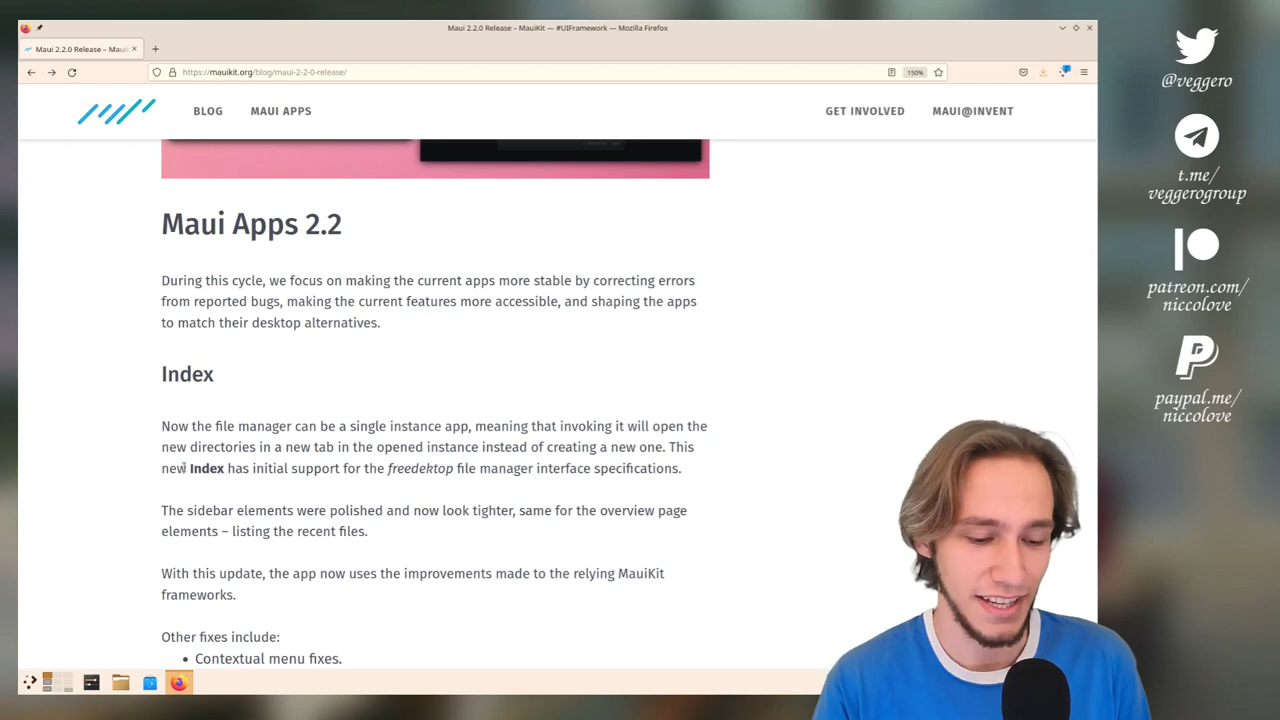 Maui 2.2.0 Release – MauiKit — #UIFramework — Mozilla Firefox
Maui 2.2.0 Release – Maui
https://mauikit.org/blog/maui-2-2-0-release/
150%
BLOG
MAUI APPS
GET INVOLVED
MAUI@INVENT
Maui Apps 2.2
During this cycle, we focus on making the current apps more stable by correcting errors
from reported bugs, making the current features more accessible, and shaping the apps
to match their desktop alternatives.
Index
Now the file manager can be a single instance app, meaning that invoking it will open the
new directories in a new tab in the opened instance instead of creating a new one. This
new Index has initial support for the freedektop file manager interface specifications.
The sidebar elements were polished and now look tighter, same for the overview page
elements – listing the recent files.
With this update, the app now uses the improvements made to the relying MauiKit
frameworks.
Other fixes include:
• Contextual menu fixes.
@veggero
t.me/
veggerogroup
patreon.com/
niccolove
paypal.me/
niccolove